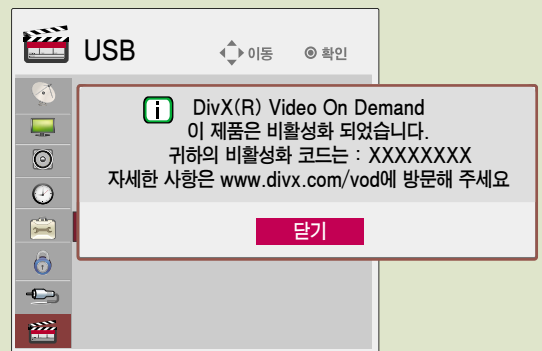 USB
이동
확인
DivX(R) Video On Demand
이 제품은 비활성화 되었습니다.
귀하의 비활성화 코드는 : XXXXXXXX
자세한 사항은 www.divx.com/vod에 방문해 주세요
닫기